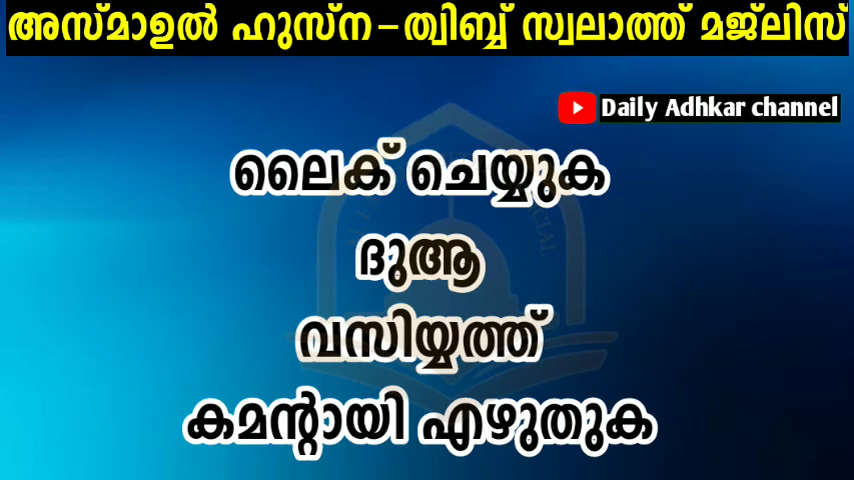 അസ്മാഉൽ ഹുസ്ന-ത്വിബ്ബ് സ്വലാത്ത് മജ്ലിസ്
Daily Adhkar channel
ലൈക് ചെയ്യുക
ദുആ
വസിയ്യത്ത്
കമന്റായി എഴുതുക